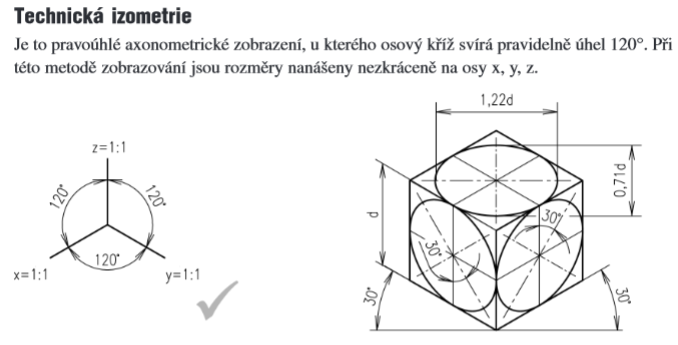 Technická izometrie
Je to pravoúhlé axonometrické zobrazení, u kterého osový kříž svírá pravidelně úhel 120°. Při
této metodě zobrazování jsou rozměry nanášeny nezkráceně na osy x, y, z.
1,22d
z=1:1
120°
120°
120°
x=1:1
y=1:1
d
0,71d
30°
30°
30°
30°